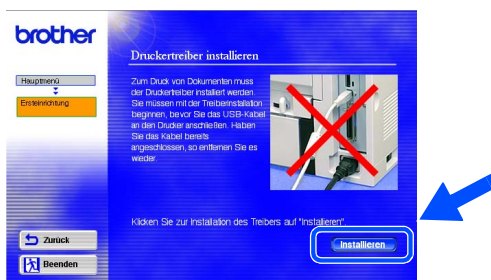 brother
Druckertreiber installieren
Hauptmenü
Ersteinrichtung
Zum Druck von Dokumenten muss
der Druckertreiber installiert werden.
Sie müssen mit der Treiberinstallation
beginnen, bevor Sie das USB-Kabel
an den Drucker anschließen. Haben
Sie das Kabel bereits
angeschlossen, so entfernen Sie es
wieder.
Klicken Sie zur Installation des Treibers auf "Installieren".
Installieren
Zurück
Beenden